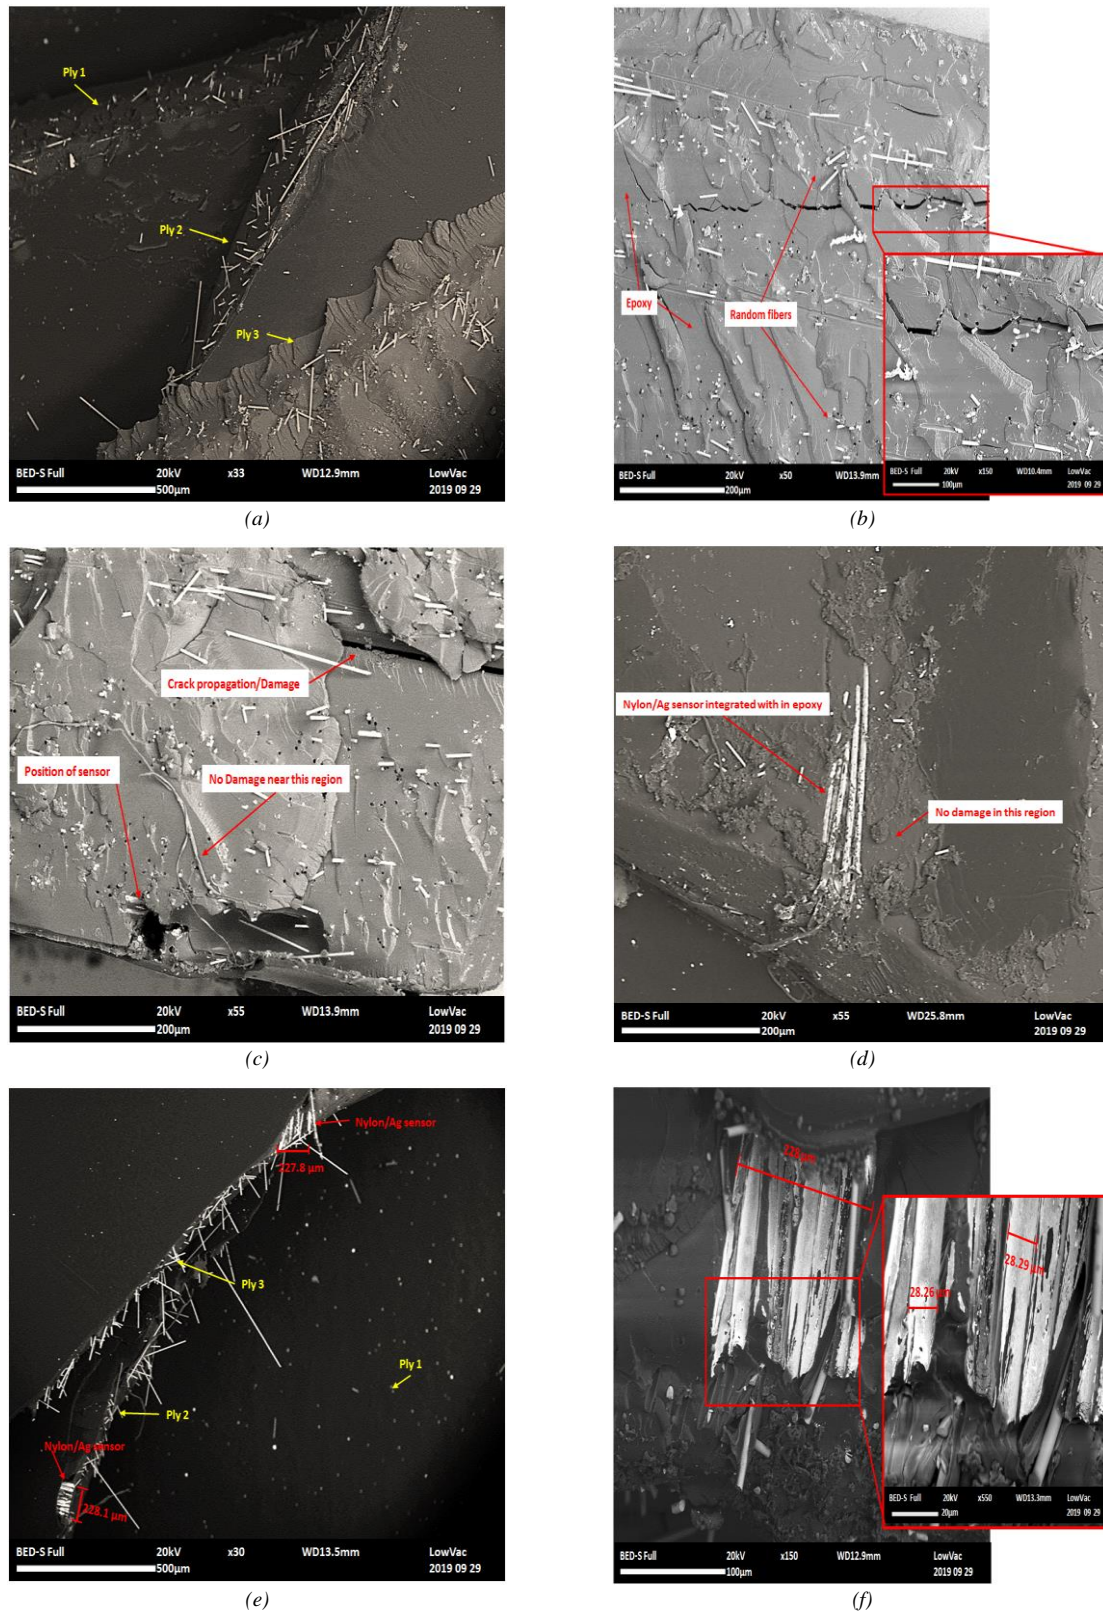 Ply 1
Ply 2
Ply 3
BED-S Full 20kV x33 WD12.9mm LowVac
500µm 2019 09 29
(a)
Epoxy
Random fibers
BED-S Full 20kV x50 WD13.9mm
200µm
BED-S Full 20kV x150 WD10.4mm LowVac
100µm 2019 09 29
(b)
Crack propagation/Damage
Position of sensor
No Damage near this region
BED-S Full 20kV x55 WD13.9mm LowVac
200µm 2019 09 29
(c)
Nylon/Ag sensor integrated with in epoxy
No damage in this region
BED-S Full 20kV x55 WD25.8mm LowVac
200µm 2019 09 29
(d)
Nylon/Ag sensor
227.8 µm
Ply 3
Ply 1
Ply 2
Nylon/Ag sensor
228.1 µm
BED-S Full 20kV x30 WD13.5mm LowVac
500µm 2019 09 29
(e)
228 µm
28.29 µm
28.26 µm
BED-S Full 20kV x550 WD13.3mm LowVac
20µm 2019 09 29
BED-S Full 20kV x150 WD12.9mm LowVac
100µm 2019 09 29
(f)